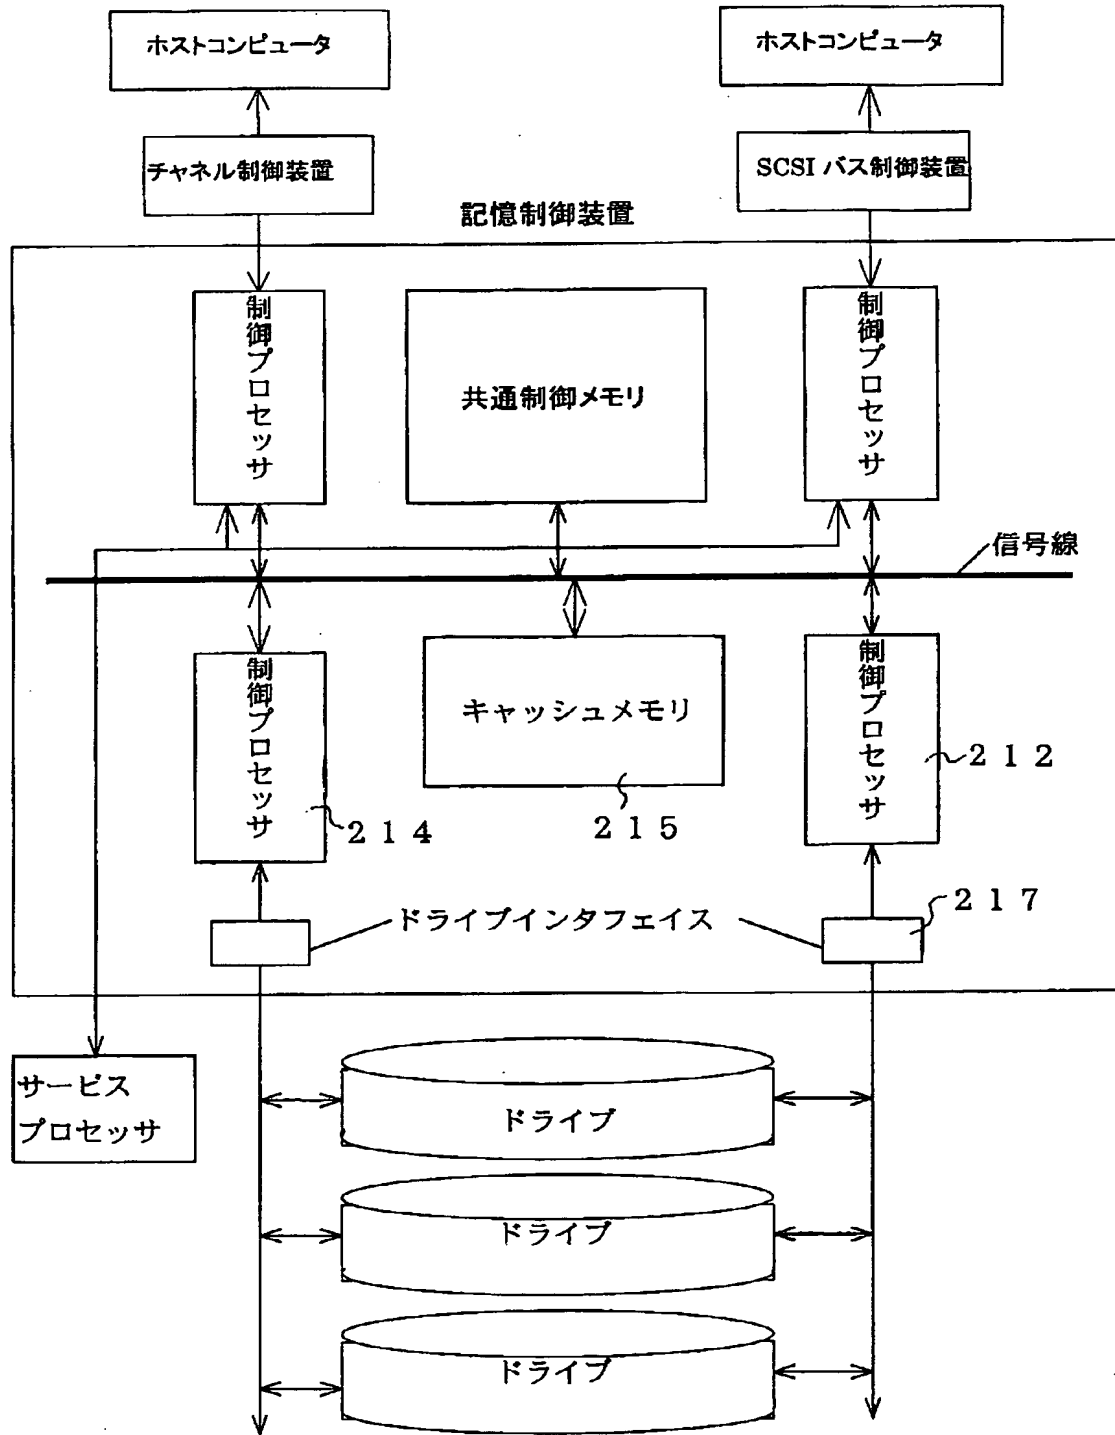 ホストコンピュータ
ホストコンピュータ
チャネル制御装置
SCSI バス制御装置
記憶制御装置
制御プロセッサ
共通制御メモリ
制御プロセッサ
信号線
制御プロセッサ
キャッシュメモリ
制御プロセッサ
212
214
215
217
ドライブインタフェイス
サービス
プロセッサ
ドライブ
ドライブ
ドライブ